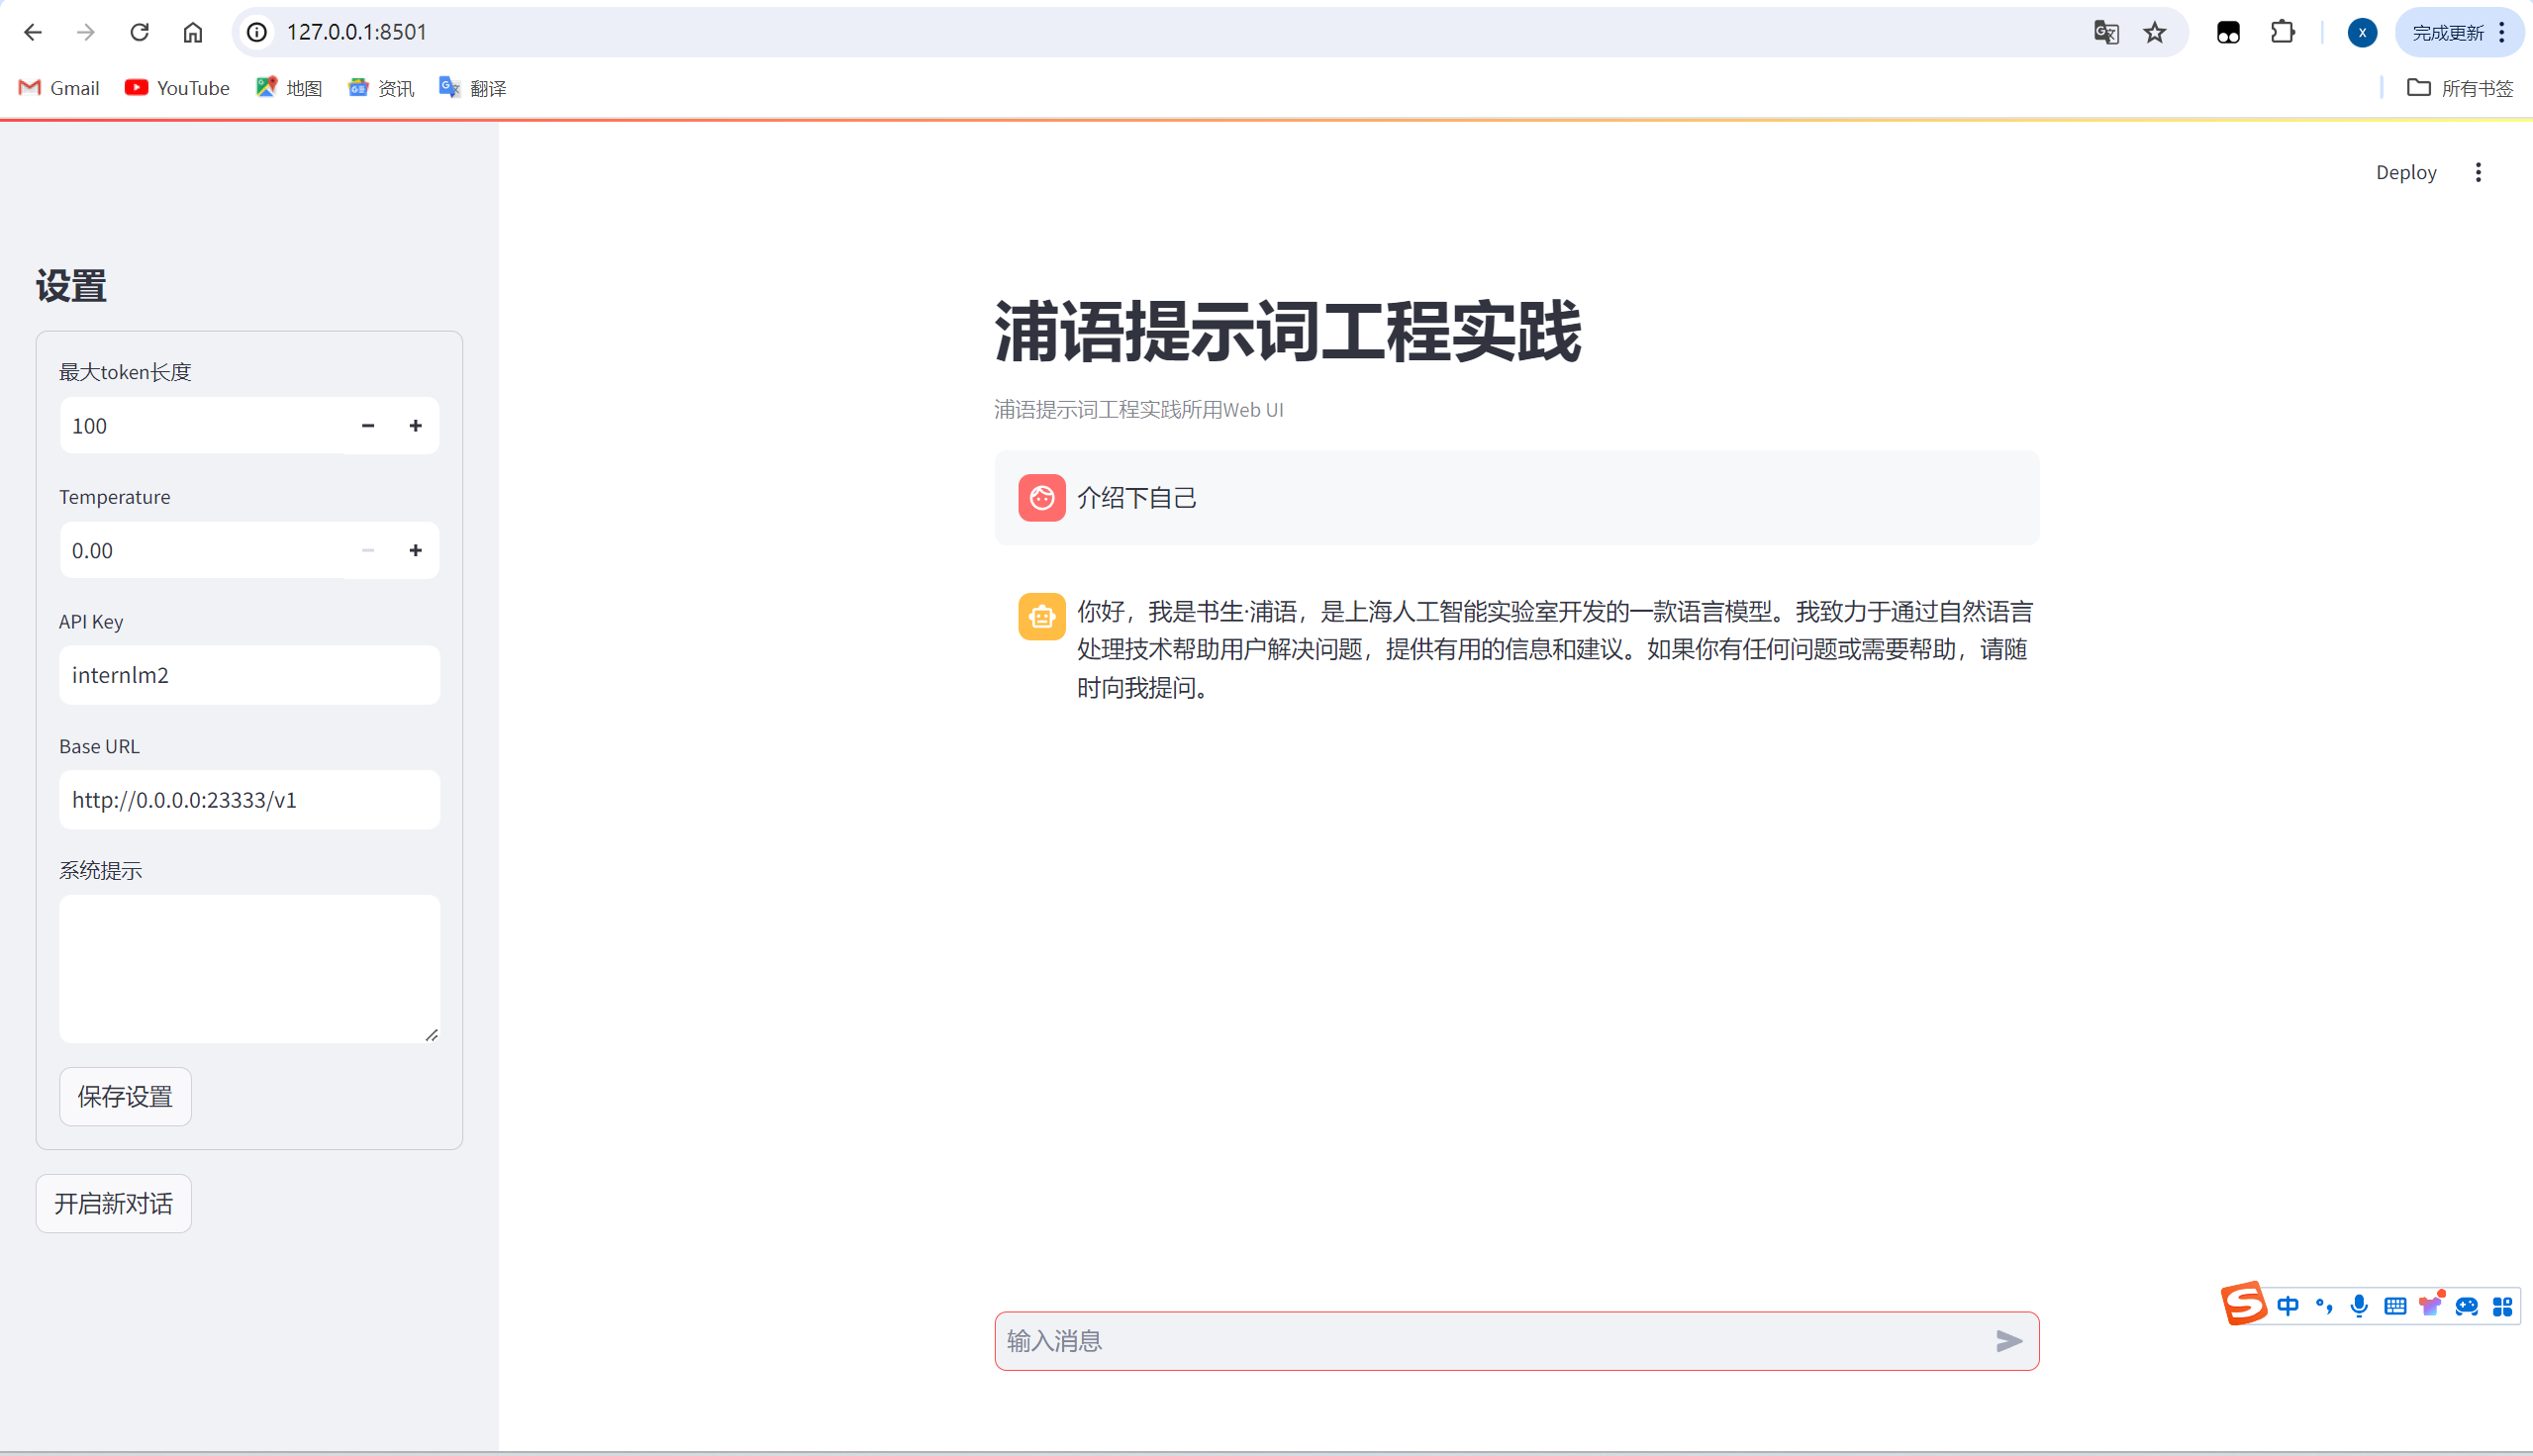 127.0.0.1:8501
X
完成更新
Gmail
YouTube
地图
资讯
翻译
所有书签
Deploy
设置
最大token长度
100
Temperature
0.00
API Key
internlm2
Base URL
http://0.0.0.0:23333/v1
系统提示
保存设置
开启新对话
浦语提示词工程实践
浦语提示词工程实践所用Web UI
介绍下自己
你好，我是书生·浦语，是上海人工智能实验室开发的一款语言模型。我致力于通过自然语言
处理技术帮助用户解决问题，提供有用的信息和建议。如果你有任何问题或需要帮助，请随
时向我提问。
输入消息
S 中